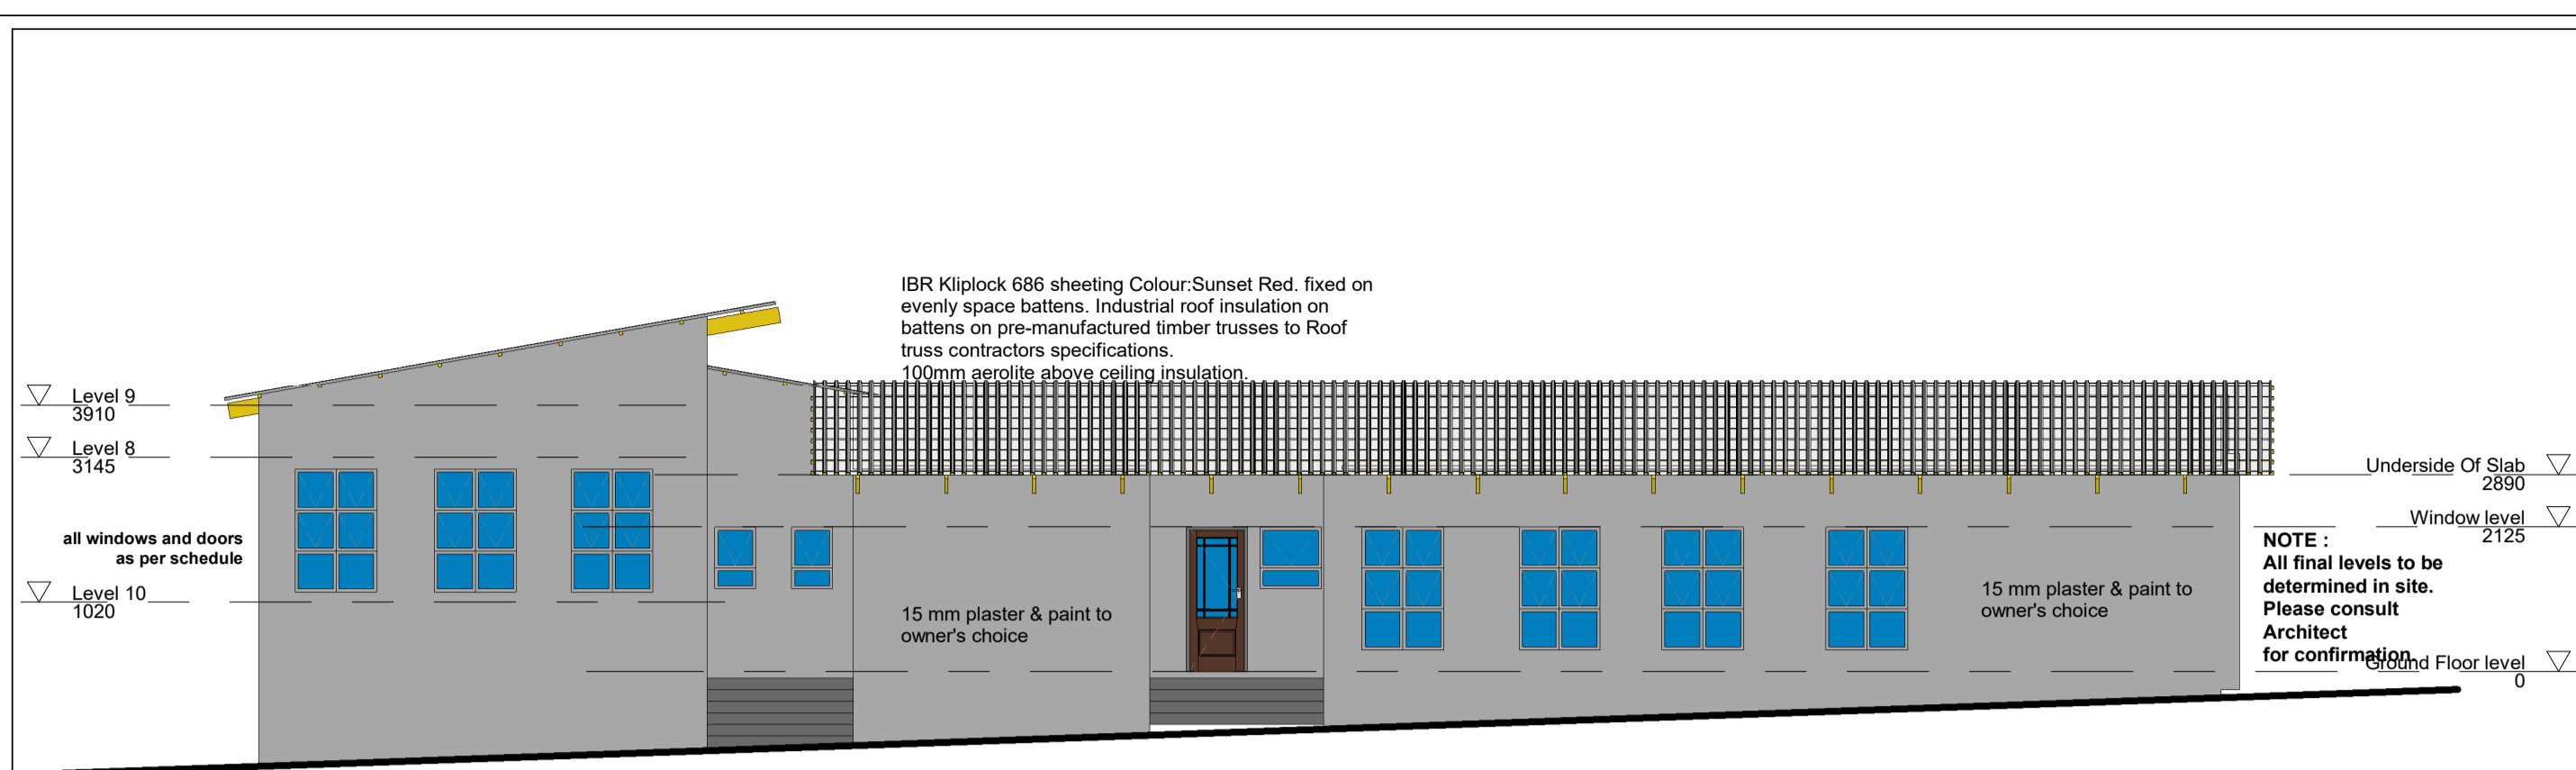 IBR Kliplock 686 sheeting Colour:Sunset Red. fixed on
evenly space battens. Industrial roof insulation on
battens on pre-manufactured timber trusses to Roof
truss contractors specifications.
100mm aerolite above ceiling insulation.
Level 9
3910
Level 8
3145
all windows and doors
as per schedule
Level 10
1020
15 mm plaster & paint to
owner's choice
15 mm plaster & paint to
owner's choice
Underside Of Slab
2890
Window level
2125
NOTE :
All final levels to be
determined in site.
Please consult
Architect
for confirmation
Ground Floor level
0